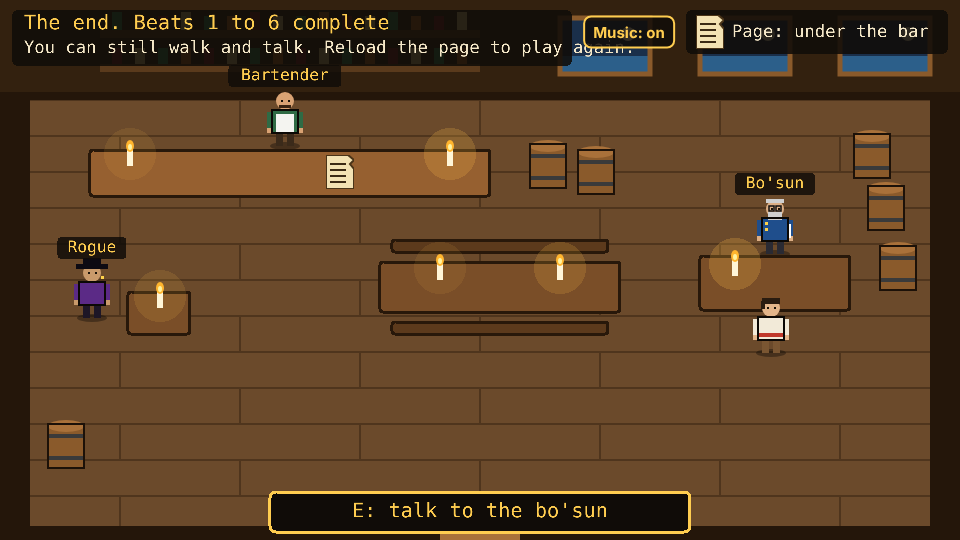 The end. Beats 1 to 6 complete
You can still walk and talk. Reload the page to play again.
Music: on
Page: under the bar
Bartender
Bo'sun
Rogue
E: talk to the bo'sun